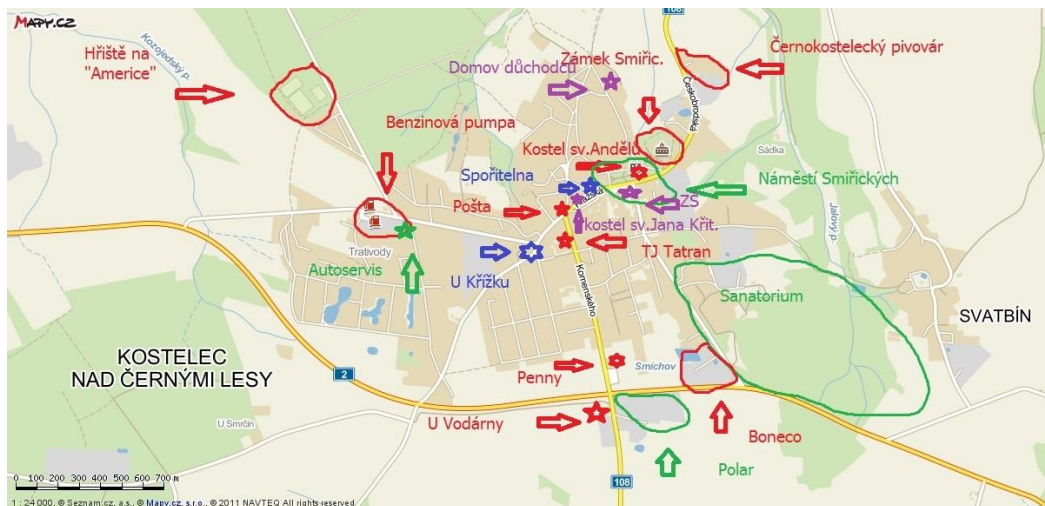 Mapy.cz
108
Kozojedský p.
Hřiště na
"Americe"
Zámek Smiřic.
Černokostelecký pivovár
Domov důchodců
Českobrodská
Benzinová pumpa
Kostel sv.Andělů
Sádka
Spořitelna
Náměstí Smiřických
ZŠ
Pošta
kostel sv.Jana Křit.
Jalový p.
Trativody
TJ Tatran
Autoservis
U Křížku
Komenského
Sanatorium
SVATBÍN
KOSTELEC
NAD ČERNÝMI LESY
2
Penny
Smíchov
U Smrčin
U Vodárny
Boneco
Polar
108
0 100 200 300 400 500 600 700 m
1 : 24 000, © Seznam.cz, a.s., © Mapy.cz, s.r.o., © 2011 NAVTEQ All rights reserved